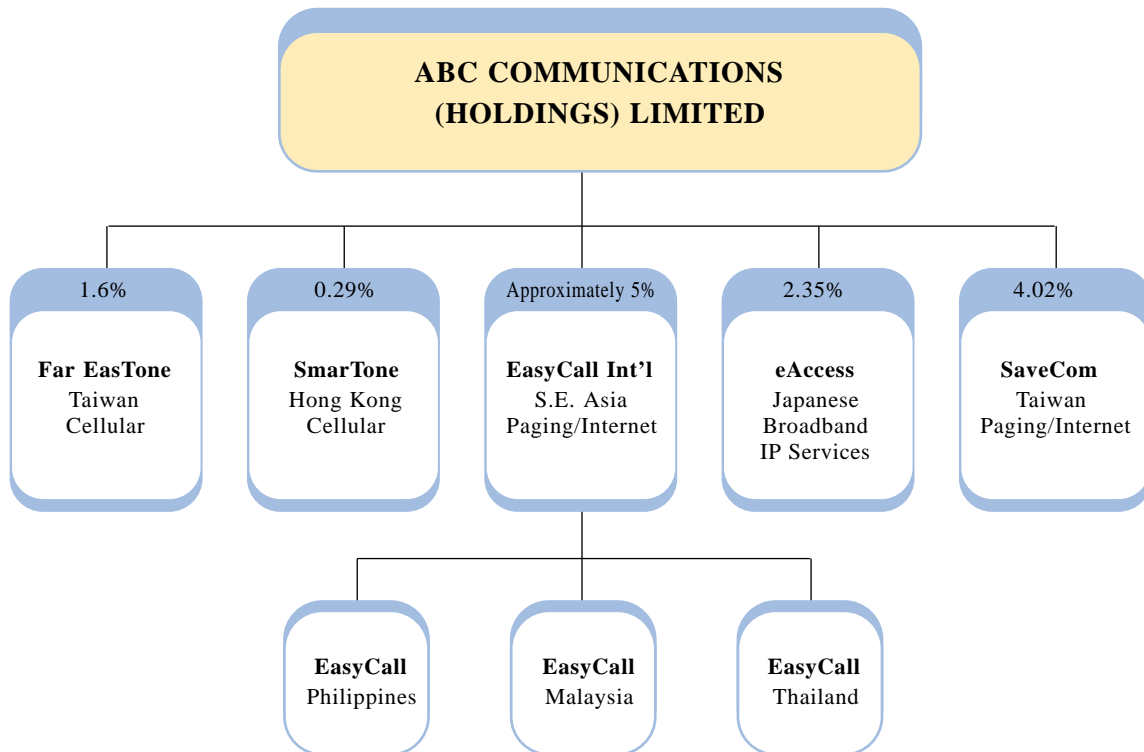 ABC COMMUNICATIONS
(HOLDINGS) LIMITED
1.6%
Far EasTone
Taiwan
Cellular
0.29%
SmarTone
Hong Kong
Cellular
Approximately 5%
EasyCall Int’l
S.E. Asia
Paging/Internet
2.35%
eAccess
Japanese
Broadband
IP Services
4.02%
SaveCom
Taiwan
Paging/Internet
EasyCall
Philippines
EasyCall
Malaysia
EasyCall
Thailand